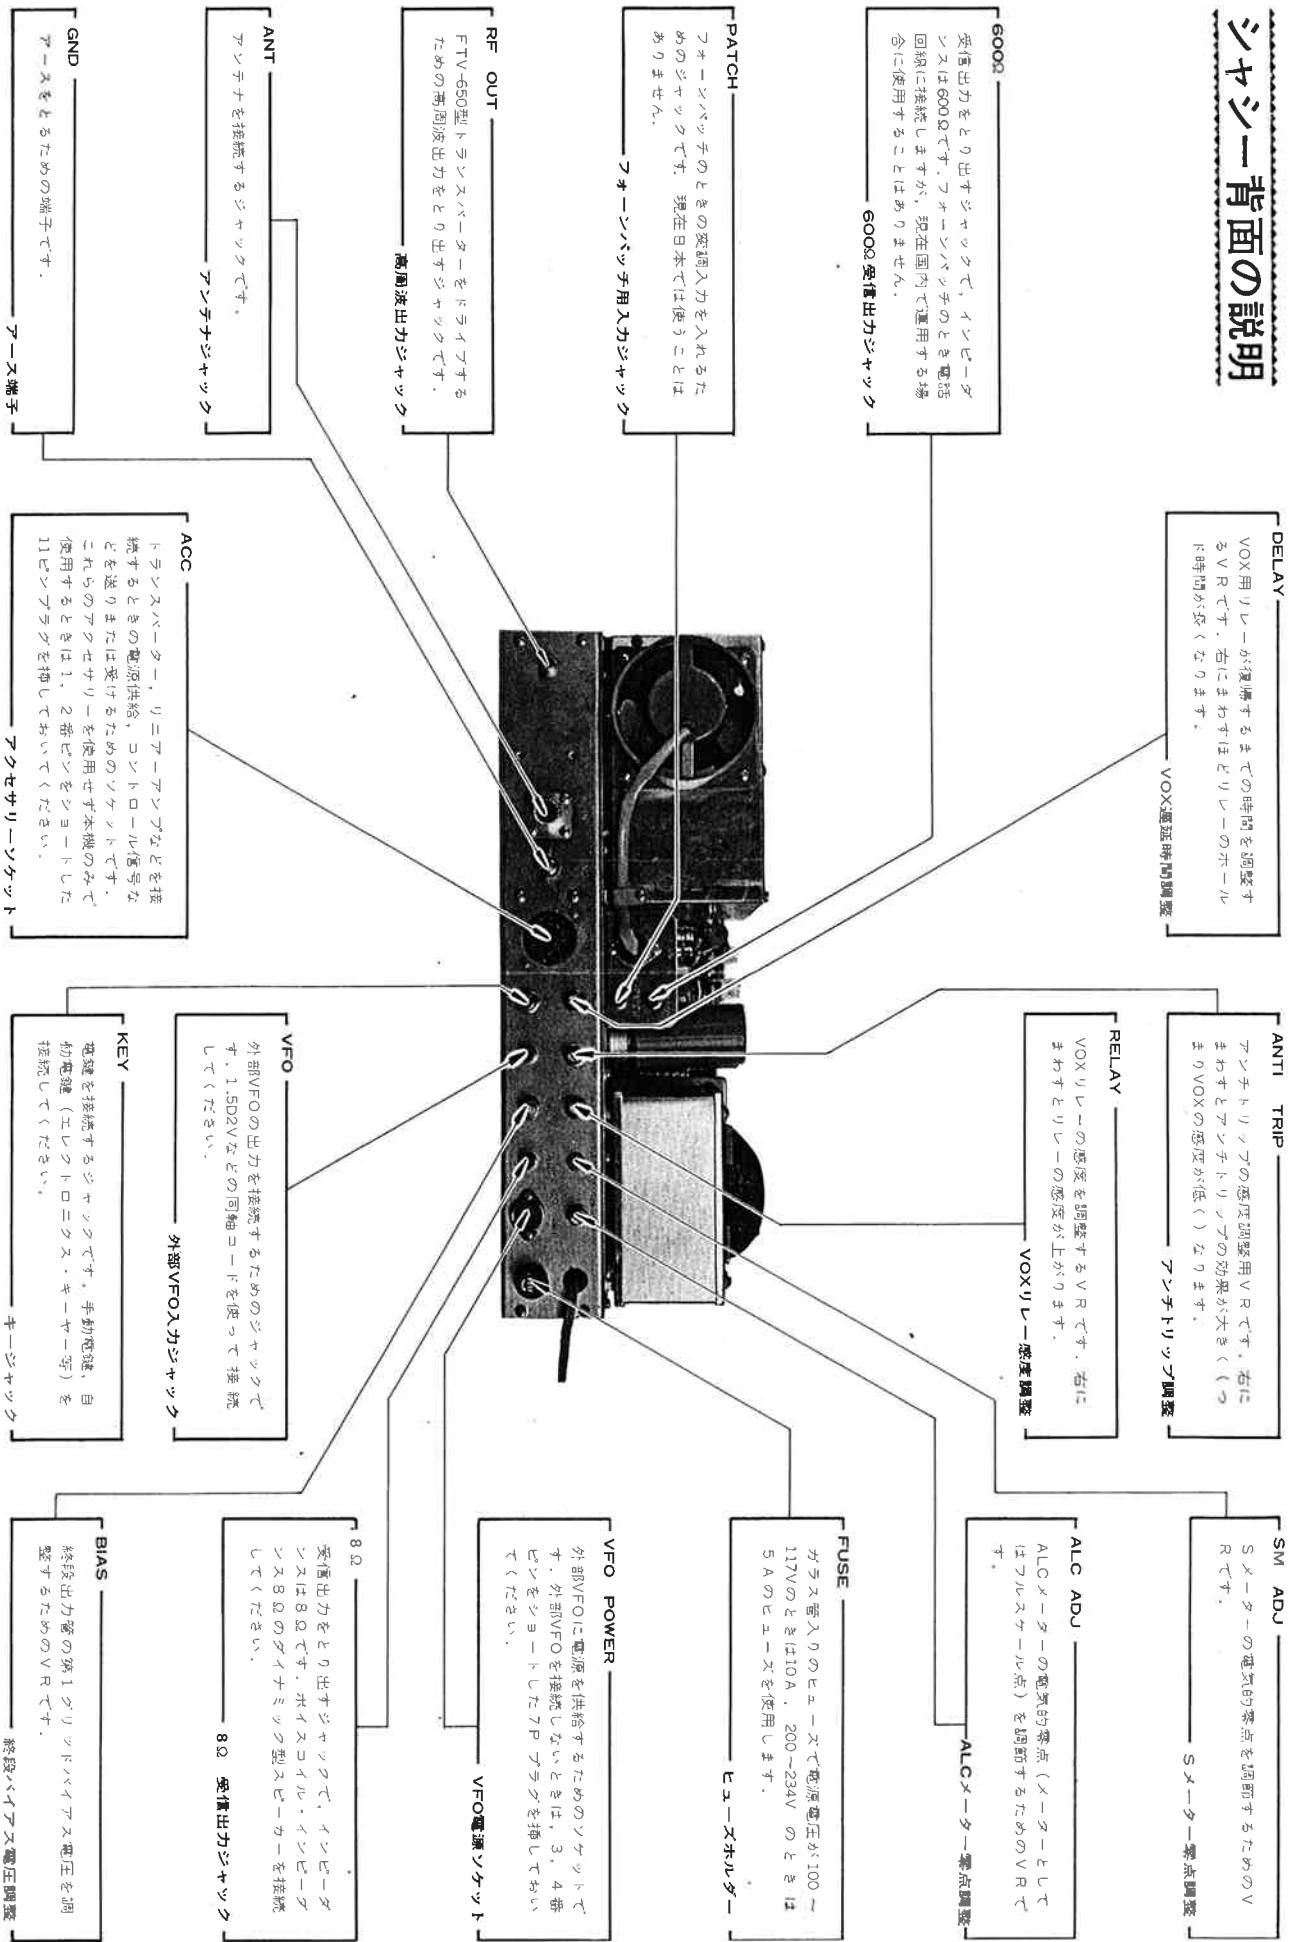 シャシー背面の説明
600Ω
受信出力をとり出すジャックで，インピーダ
ンスは600Ωです．フォーンパッチのとき電話
回線に接続しますが，現在国内で運用する場
合に使用することはありません．
600Ω受信出力ジャック
PATCH
フォーンパッチのときの変調入力を入れるた
めのジャックです．現在日本では使うことは
ありません．
フォーンパッチ用入力ジャック
RF OUT
FTV-650型トランスバーターをドライブする
ための高周波出力をとり出すジャックです．
高周波出力ジャック
ANT
アンテナを接続するジャックです．
アンテナジャック
GND
アースをとるための端子です．
アース端子
DELAY
VOX用リレーが復帰するまでの時間を調整す
るVRです．右にまわすほどリレーのホール
ド時間が長くなります．
VOX遅延時間調整
ACC
トランスバーター，リニアーアンプなどを接
続するときの電源供給，コントロール信号な
どを送りまたは受けるためのソケットです．
これらのアクセサリーを使用せず本機のみで
使用するときは1，2番ピンをショートした
11ピンプラグを挿しておいてください．
アクセサリーソケット
ANTI TRIP
アンチトリップの感度調整用VRです．右に
まわすとアンチトリップの効果が大きく（つ
まりVOXの感度が低く）なります．
アンチトリップ調整
RELAY
VOXリレーの感度を調整するVRです．右に
まわすとリレーの感度が上がります．
VOXリレー感度調整
VFO
外部VFOの出力を接続するためのジャックで
す．1.5D2Vなどの同軸コードを使って接続
してください．
外部VFO入力ジャック
KEY
電鍵を接続するジャックです。手動電鍵，自
動電鍵（エレクトロニクス・キーヤー等）を
接続してください。
キージャック
SM ADJ
Sメーターの電気的零点を調節するためのV
Rです．
Sメーター零点調整
ALC ADJ
ALCメーターの電気的零点（メーターとして
はフルスケール点）を調節するためのVRで
す．
ALCメーター零点調整
FUSE
ガラス管入りのヒューズで電源電圧が100～
117Vのときは10A，200～234Vのときは
5Aのヒューズを使用します．
ヒューズホルダー
VFO POWER
外部VFOに電源を供給するためのソケットで
す．外部VFOを接続しないときは，3，4番
ピンをショートした7Pプラグを挿しておい
てください．
VFO電源ソケット
8Ω
受信出力をとり出すジャックで，インピーダ
ンスは8Ωです．ボイスコイル・インピーダ
ンス8Ωのダイナミック型スピーカーを接続
してください．
8Ω 受信出力ジャック
BIAS
終段出力管の第1グリッドバイアス電圧を調
整するためのVRです．
終段バイアス電圧調整